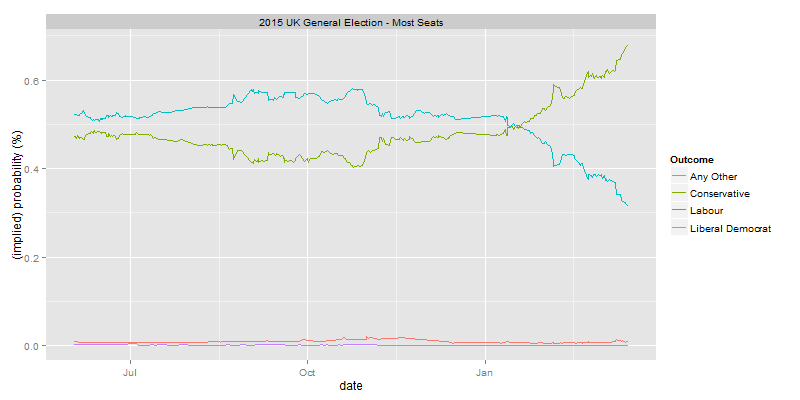 2015 UK General Election - Most Seats
0.6
0.4
0.2
0.0
(implied) probability (%)
Jul
Oct
Jan
date
Outcome
Any Other
Conservative
Labour
Liberal Democrat